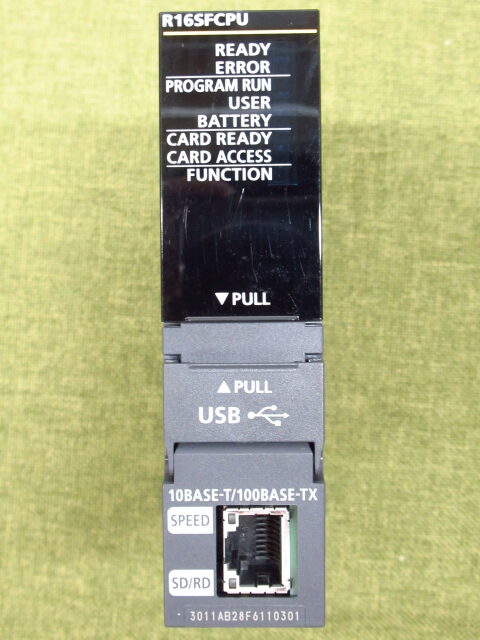 R16SFCPU
READY
ERROR
PROGRAM RUN
USER
BATTERY
CARD READY
CARD ACCESS
FUNCTION
▼PULL
▲PULL
USB
10BASE-T/100BASE-TX
SPEED
SD/RD
3011AB28F6110301